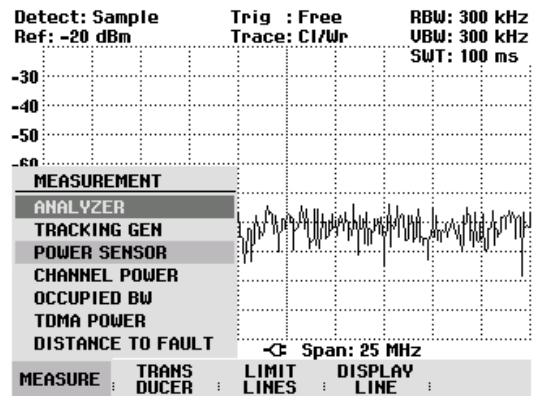 Detect: Sample Trig : Free RBW: 300 kHz
Ref: -20 dBm Trace: Cl/Wr VBW: 300 kHz
SWT: 100 ms
-30
-40
-50
-60
MEASUREMENT
ANALYZER
TRACKING GEN
POWER SENSOR
CHANNEL POWER
OCCUPIED BW
TDMA POWER
DISTANCE TO FAULT
Span: 25 MHz
MEASURE
TRANS
DUCER
LIMIT
LINES
DISPLAY
LINE